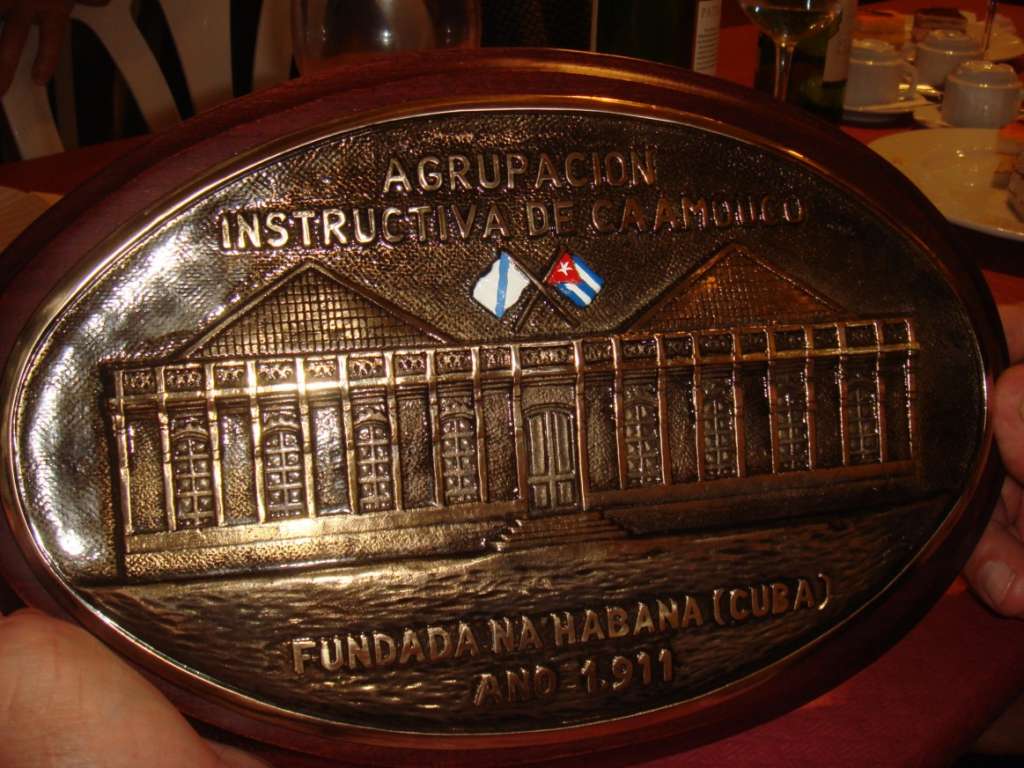 AGRUPACION
INSTRUCTIVA DE CAAMOUCO
FUNDADA NA HABANA (CUBA)
ANO 1.911